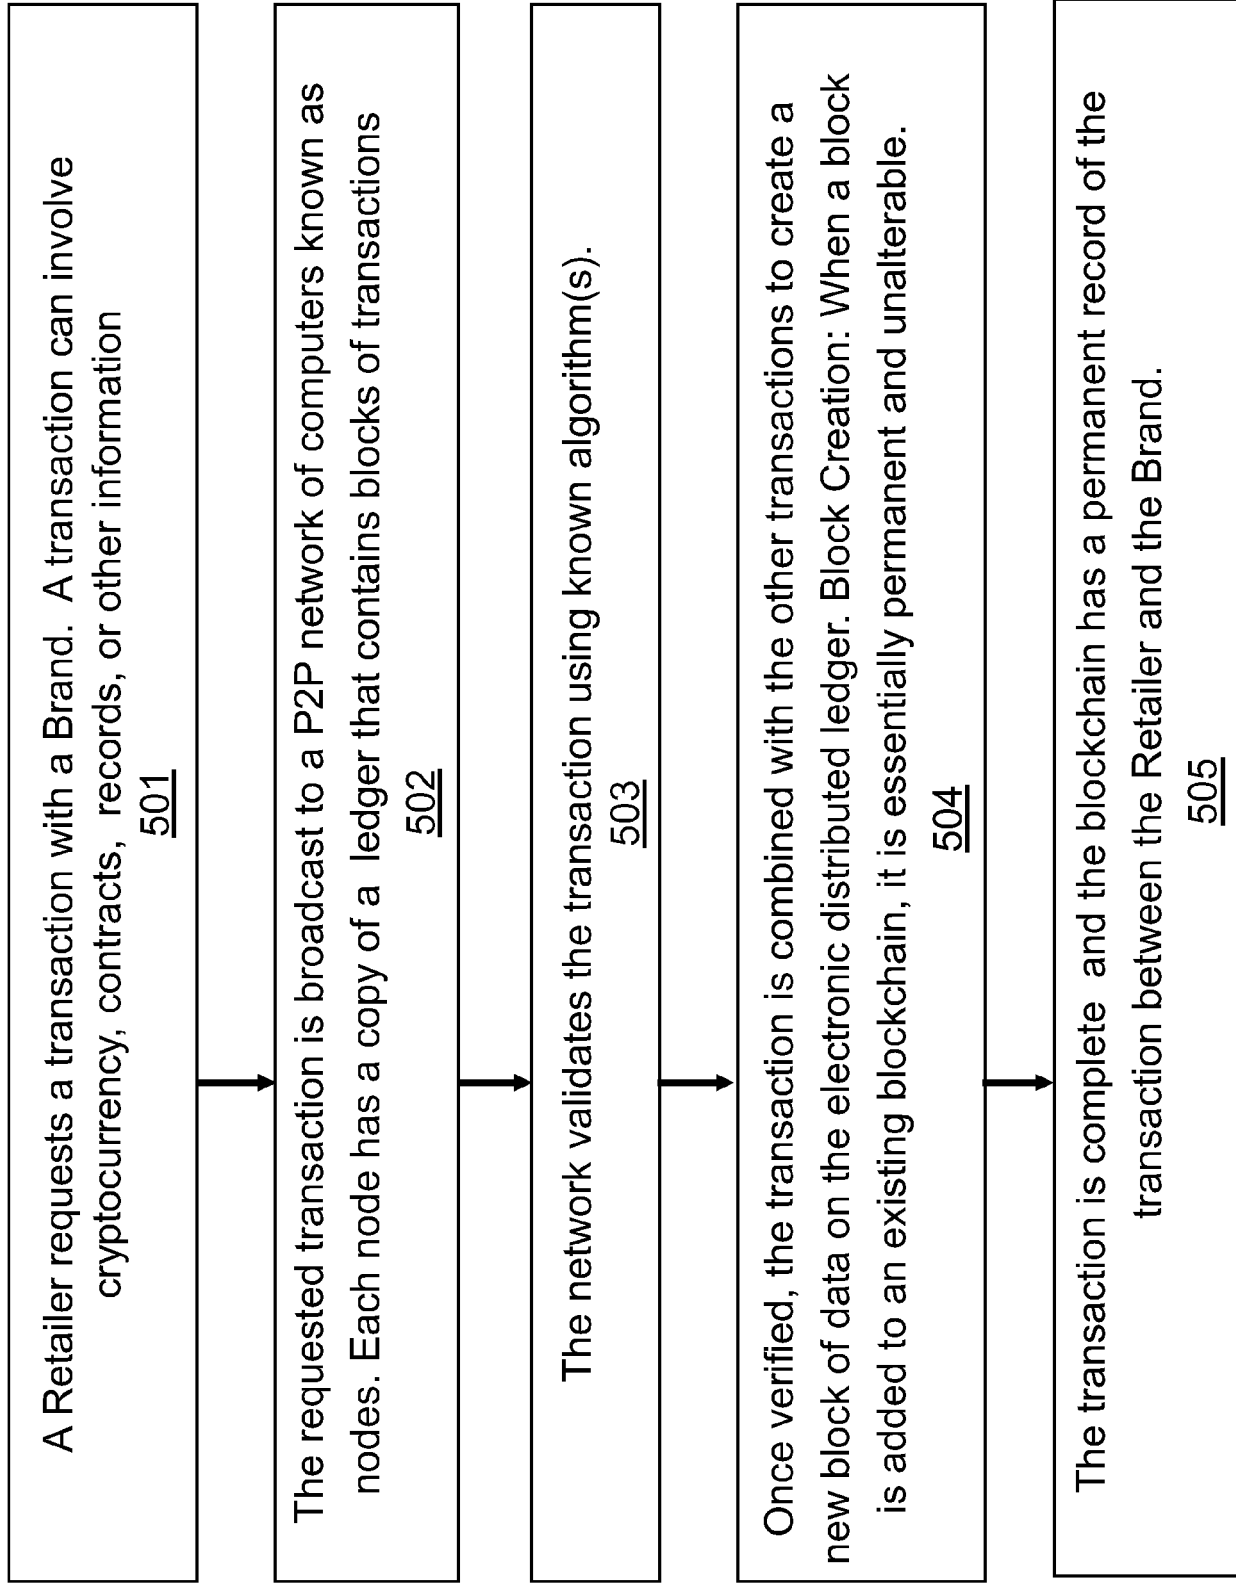 A Retailer requests a transaction with a Brand. A transaction can involve
cryptocurrency, contracts, records, or other information
501
The requested transaction is broadcast to a P2P network of computers known as
nodes. Each node has a copy of a ledger that contains blocks of transactions
502
The network validates the transaction using known algorithm(s).
503
Once verified, the transaction is combined with the other transactions to create a
new block of data on the electronic distributed ledger. Block Creation: When a block
is added to an existing blockchain, it is essentially permanent and unalterable.
504
The transaction is complete and the blockchain has a permanent record of the
transaction between the Retailer and the Brand.
505